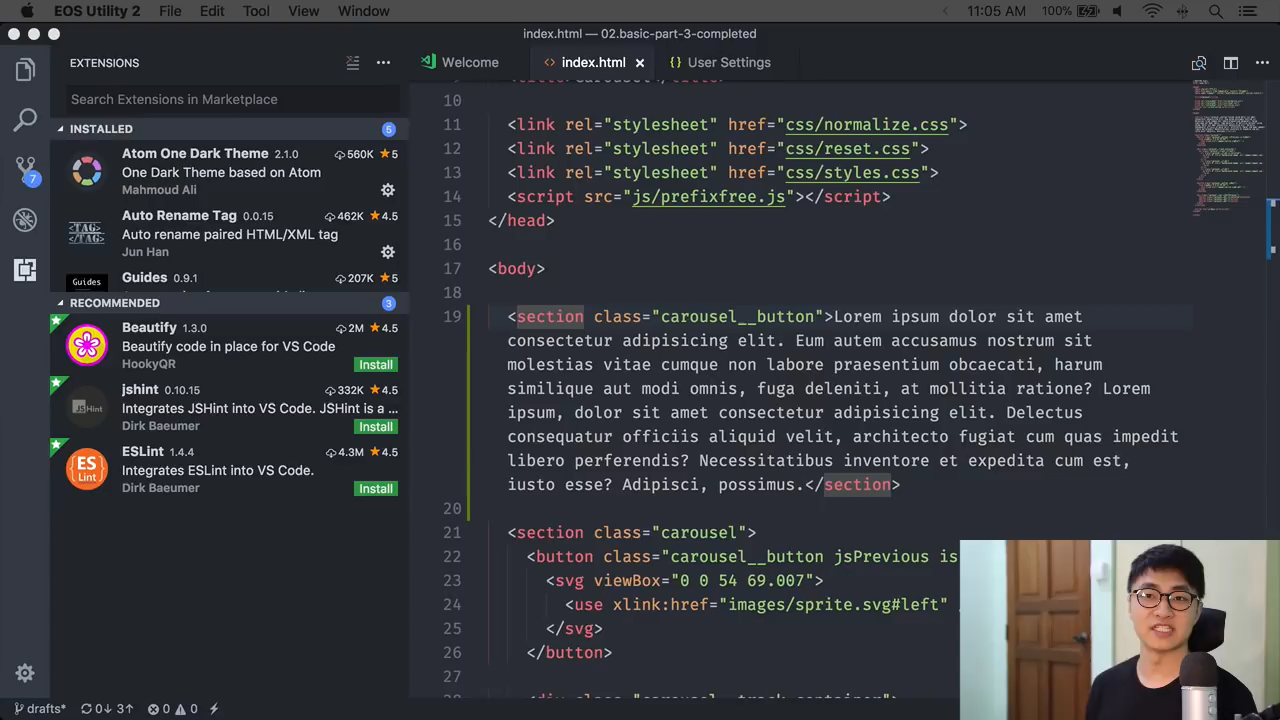 EOS Utility 2 File Edit Tool View Window 11:05 AM 100%
index.html — 02.basic-part-3-completed
EXTENSIONS
Welcome index.html User Settings
Search Extensions in Marketplace
INSTALLED 5
Atom One Dark Theme 2.1.0 560K 5
One Dark Theme based on Atom
Mahmoud Ali
Auto Rename Tag 0.0.15 462K 4.5
Auto rename paired HTML/XML tag
Jun Han
Guides 0.9.1 207K 5
Guides
RECOMMENDED 3
Beautify 1.3.0 2M 4.5
Beautify code in place for VS Code
HookyQR Install
jshint 0.10.15 332K 4.5
Integrates JSHint into VS Code. JSHint is a ...
Dirk Baeumer Install
JSHint
ESLint 1.4.4 4.3M 4.5
Integrates ESLint into VS Code.
Dirk Baeumer Install
ES
Lint
7
10
11 <link rel="stylesheet" href="css/normalize.css">
12 <link rel="stylesheet" href="css/reset.css">
13 <link rel="stylesheet" href="css/styles.css">
14 <script src="js/prefixfree.js"></script>
15 </head>
16
17 <body>
18
19 <section class="carousel__button">Lorem ipsum dolor sit amet
consectetur adipisicing elit. Eum autem accusamus nostrum sit
molestias vitae cumque non labore praesentium obcaecati, harum
similique aut modi omnis, fuga deleniti, at mollitia ratione? Lorem
ipsum, dolor sit amet consectetur adipisicing elit. Delectus
consequatur officiis aliquid velit, architecto fugiat cum quas impedit
libero perferendis? Necessitatibus inventore et expedita cum est,
iusto esse? Adipisci, possimus.</section>
20
21 <section class="carousel">
22 <button class="carousel__button jsPrevious is
23 <svg viewBox="0 0 54 69.007">
24 <use xlink:href="images/sprite.svg#left"
25 </svg>
26 </button>
27
drafts* 0↓ 3↑ 0 0